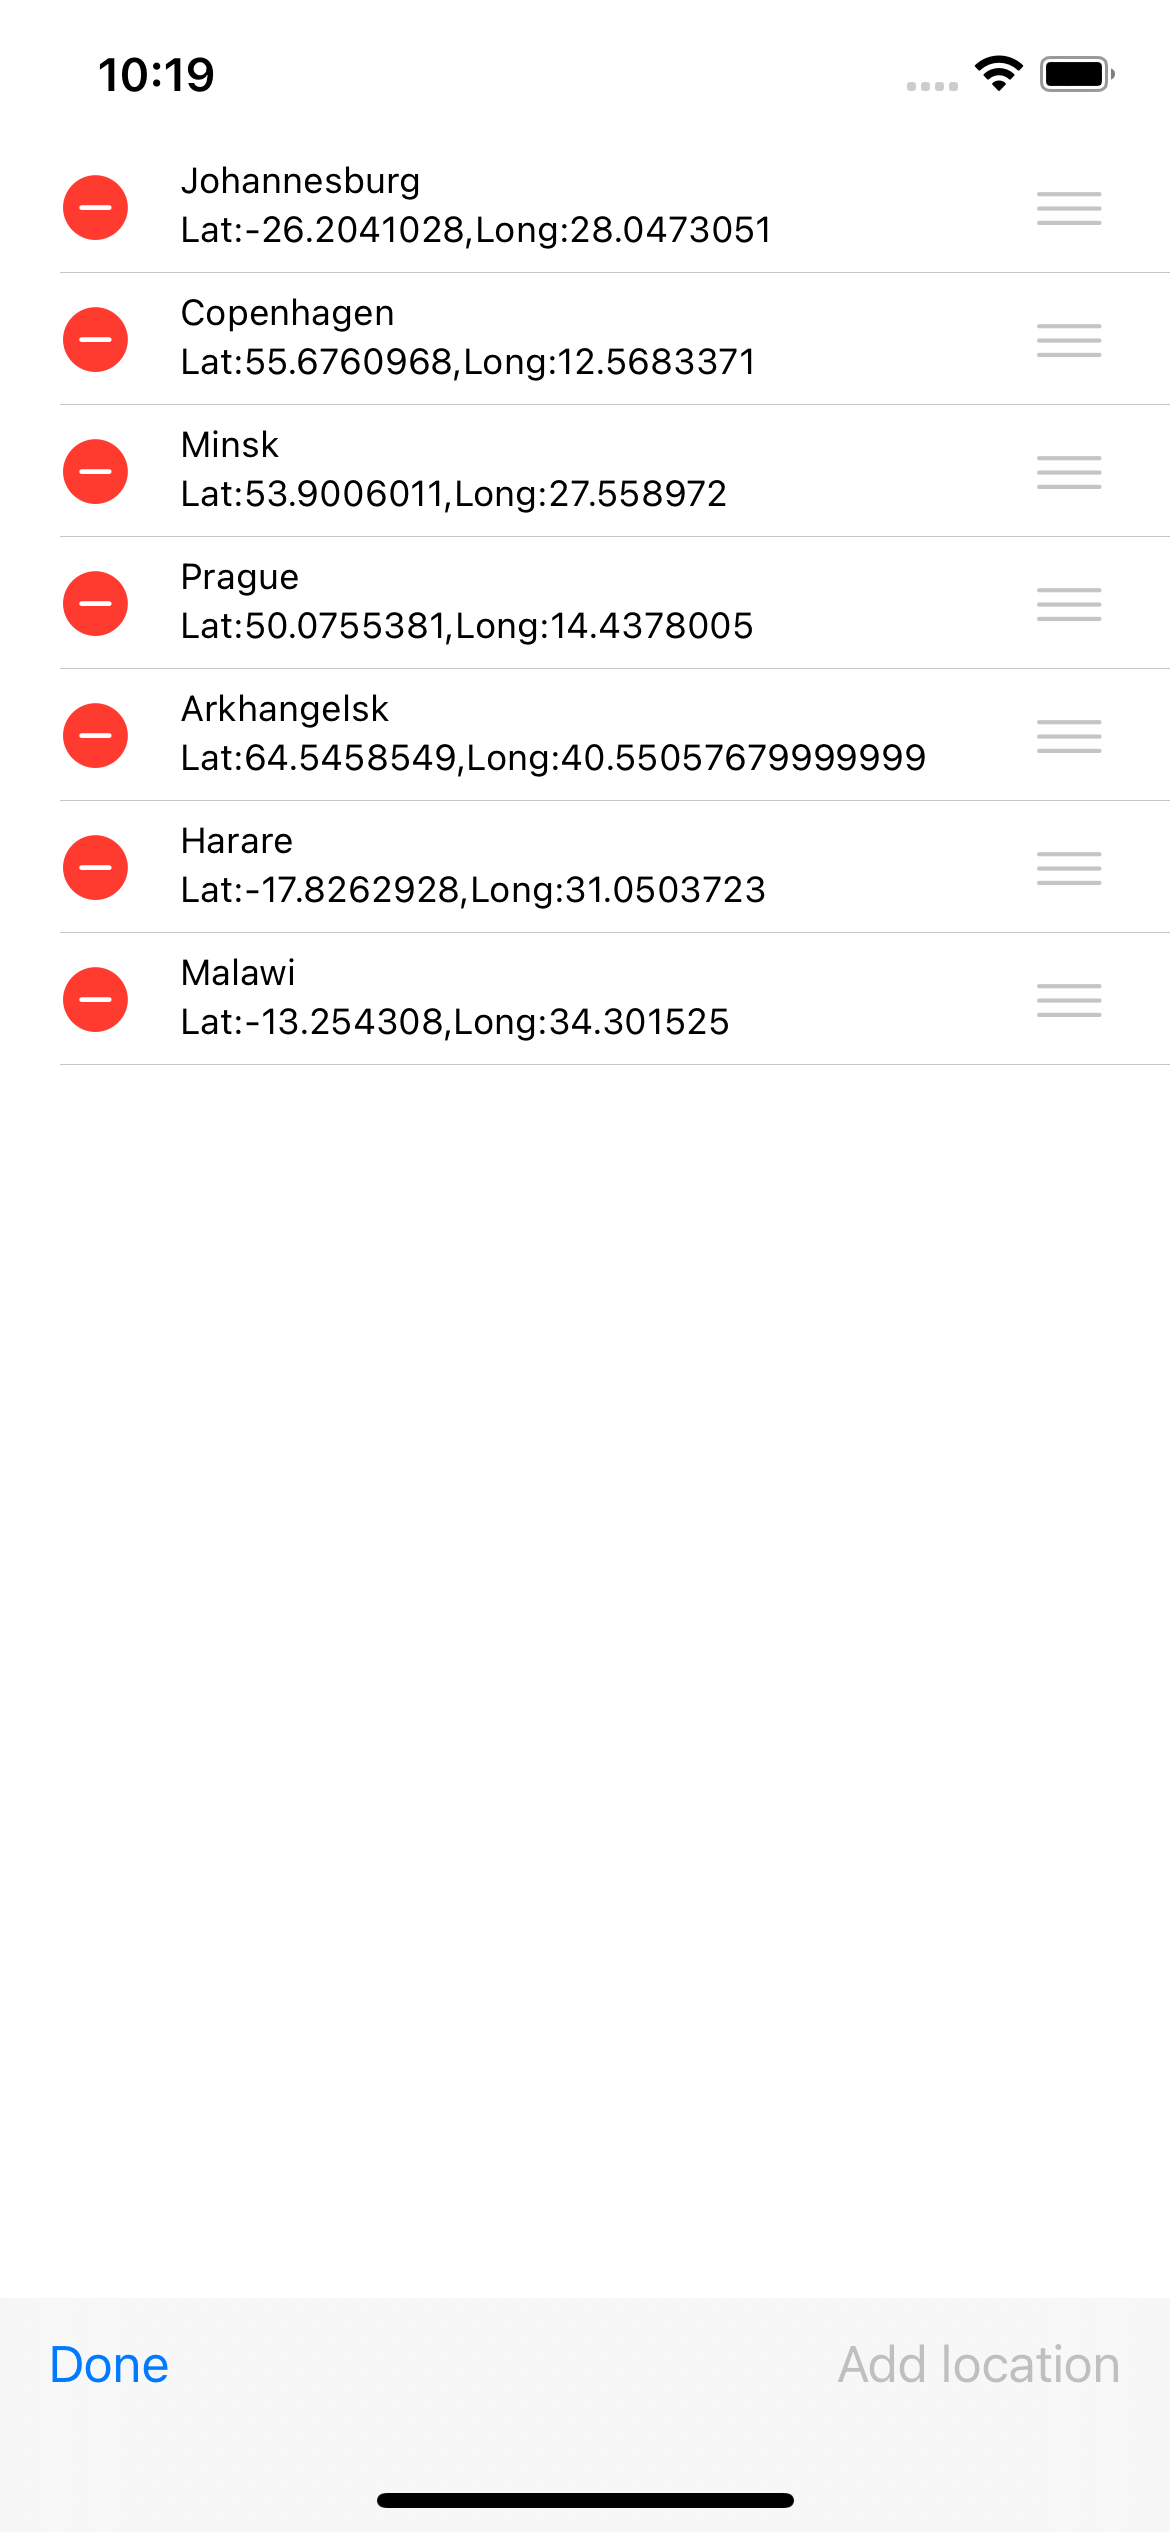 10:19
Johannesburg
Lat:-26.2041028,Long:28.0473051
Copenhagen
Lat:55.6760968,Long:12.5683371
Minsk
Lat:53.9006011,Long:27.558972
Prague
Lat:50.0755381,Long:14.4378005
Arkhangelsk
Lat:64.5458549,Long:40.55057679999999
Harare
Lat:-17.8262928,Long:31.0503723
Malawi
Lat:-13.254308,Long:34.301525
Done Add location